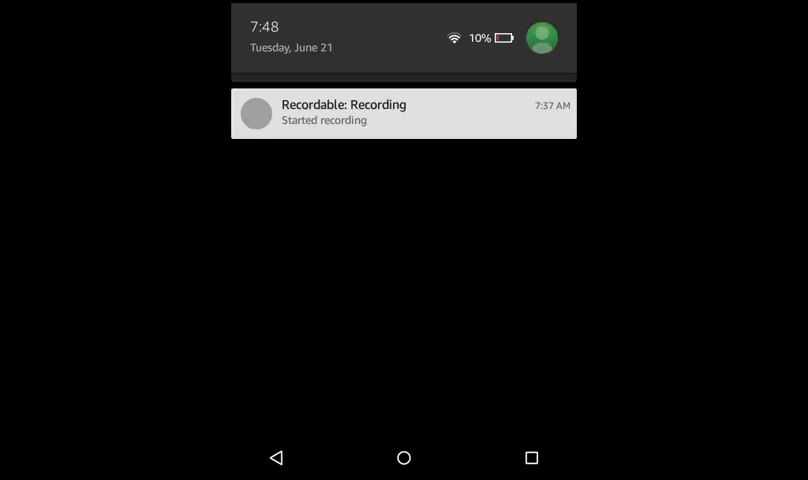 7:48
Tuesday, June 21
10%
Recordable: Recording
7:37 AM
Started recording